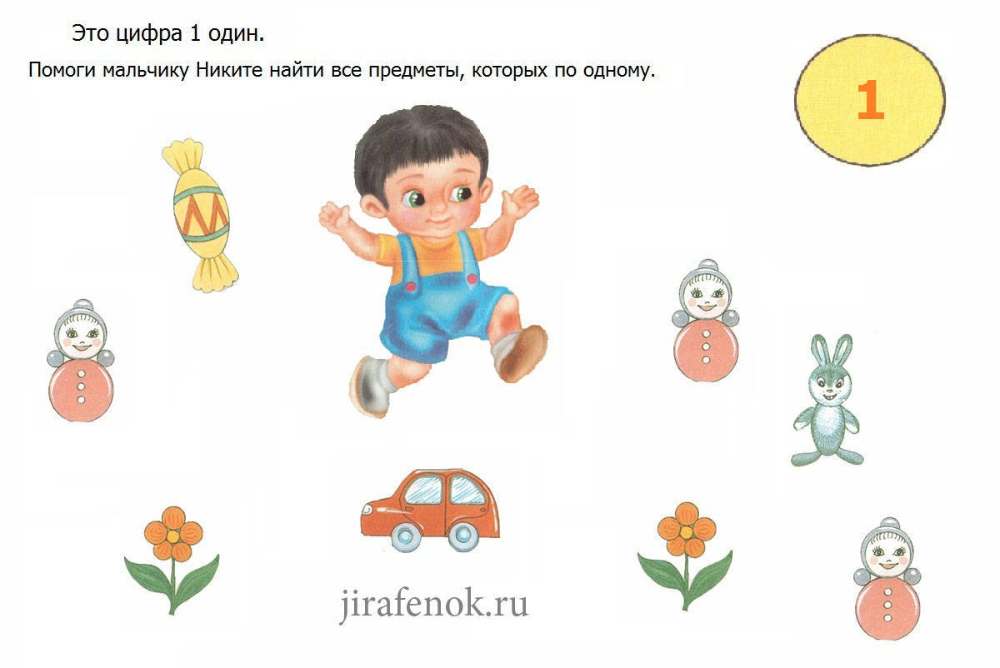 Это цифра 1 один.
Помоги мальчику Никите найти все предметы, которых по одному.
1
jirafenok.ru